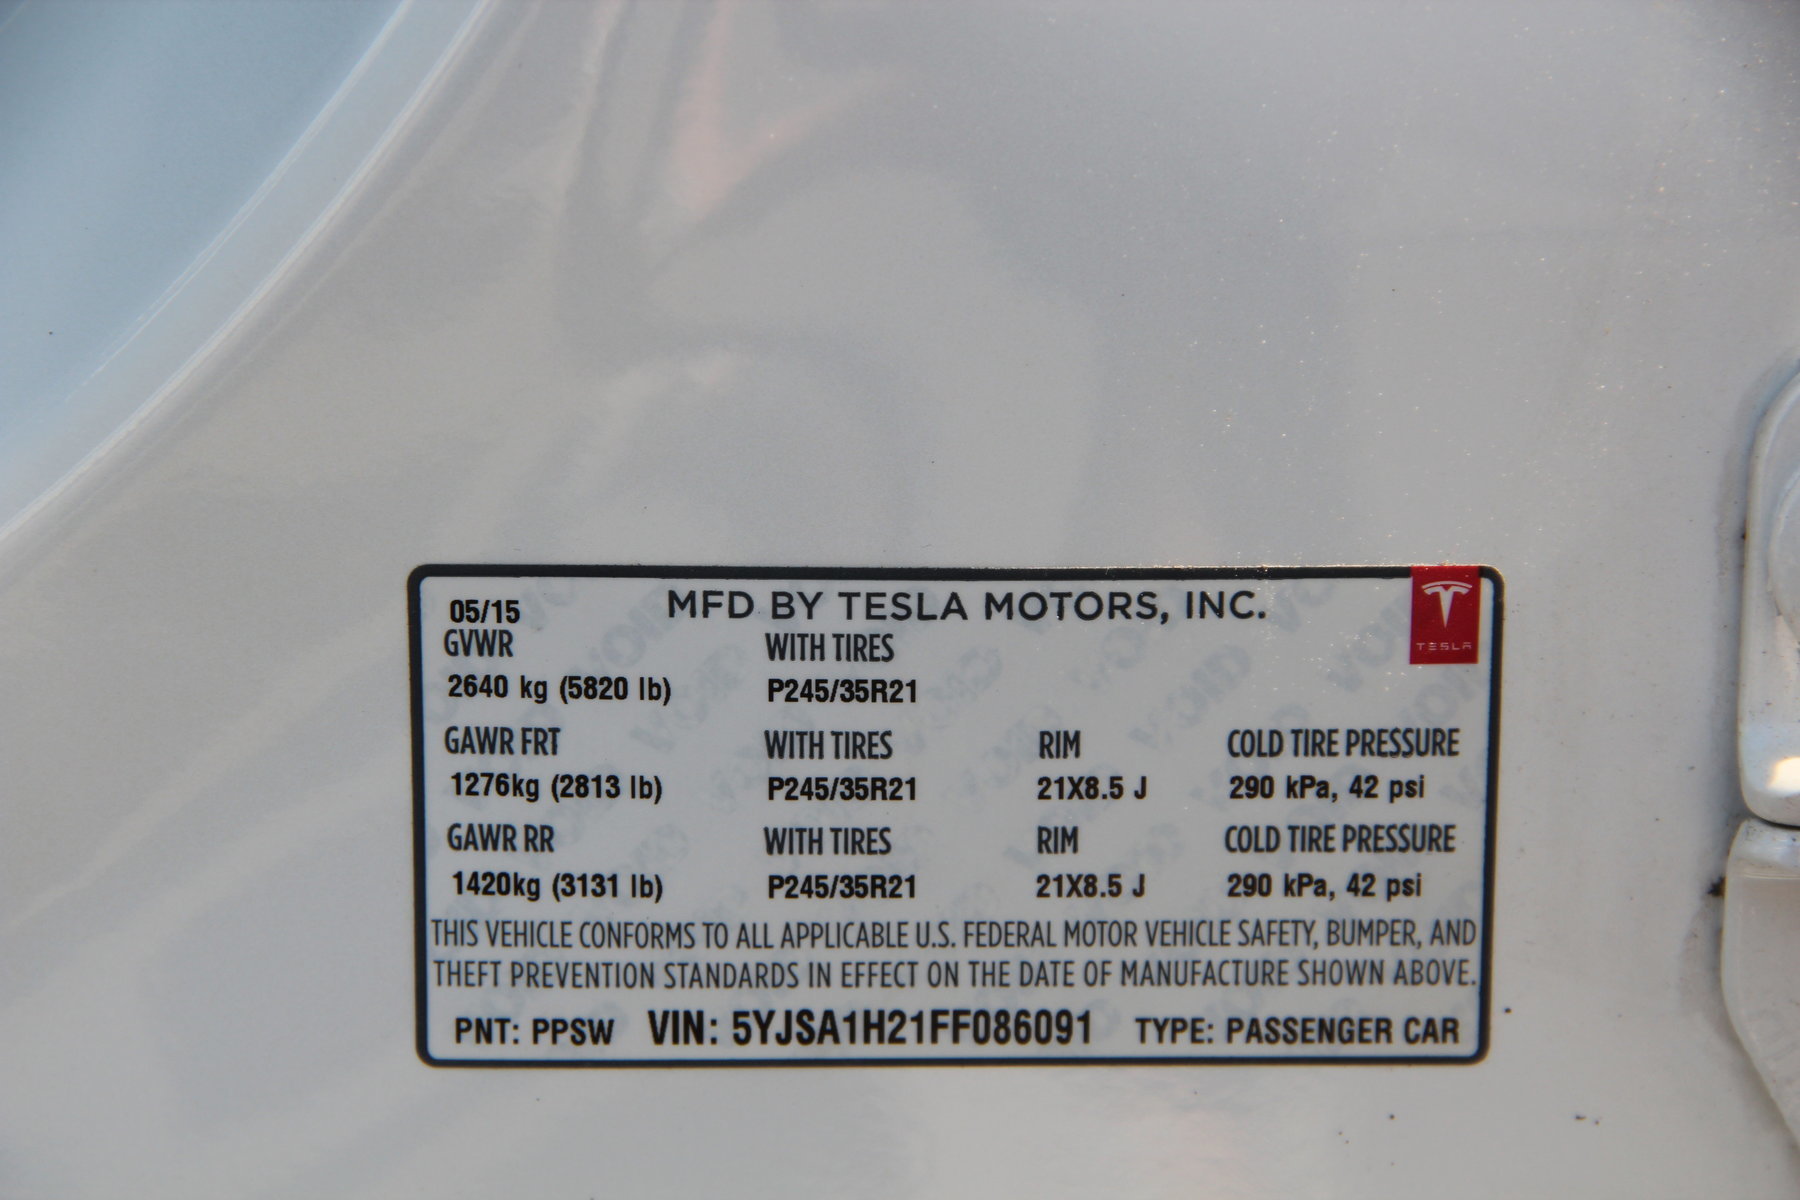 05/15 MFD BY TESLA MOTORS, INC.
TESLA
GVWR WITH TIRES
2640 kg (5820 lb) P245/35R21
GAWR FRT WITH TIRES RIM COLD TIRE PRESSURE
1276kg (2813 lb) P245/35R21 21X8.5 J 290 kPa, 42 psi
GAWR RR WITH TIRES RIM COLD TIRE PRESSURE
1420kg (3131 lb) P245/35R21 21X8.5 J 290 kPa, 42 psi
THIS VEHICLE CONFORMS TO ALL APPLICABLE U.S. FEDERAL MOTOR VEHICLE SAFETY, BUMPER, AND
THEFT PREVENTION STANDARDS IN EFFECT ON THE DATE OF MANUFACTURE SHOWN ABOVE.
PNT: PPSW VIN: 5YJSA1H21FF086091 TYPE: PASSENGER CAR